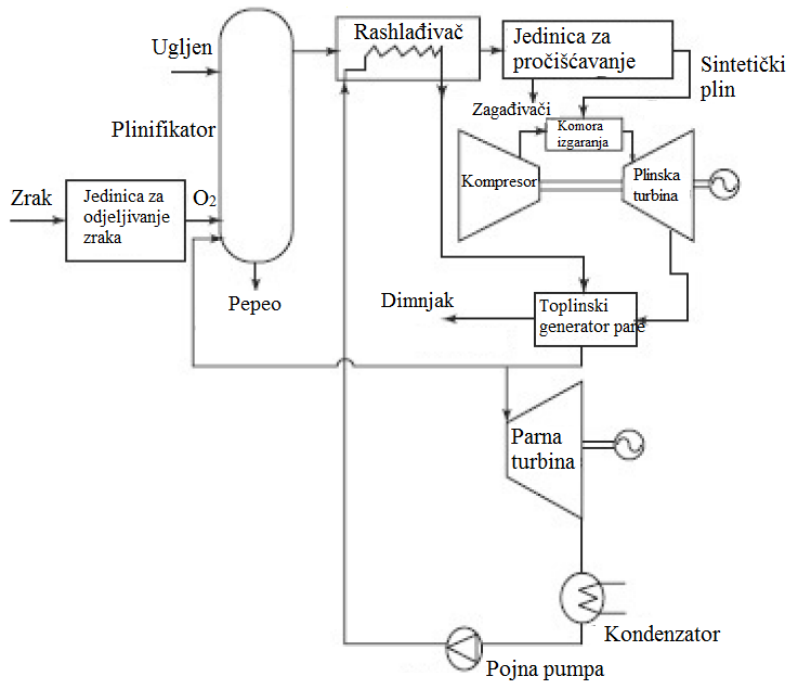 Ugljen
Rashlađivač
Jedinica za
pročišćavanje
Sintetički
plin
Plinifikator
Zagađivači
Komora
izgaranja
Kompresor
Plinska
turbina
Zrak
Jedinica za
odjeljivanje
zraka
O₂
Pepeo
Dimnjak
Toplinski
generator pare
Parna
turbina
Kondenzator
Pojna pumpa